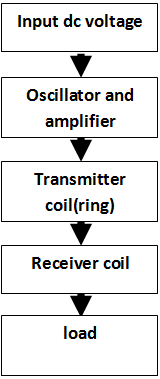 Input dc voltage
Oscillator and
amplifier
Transmitter
coil(ring)
Receiver coil
load